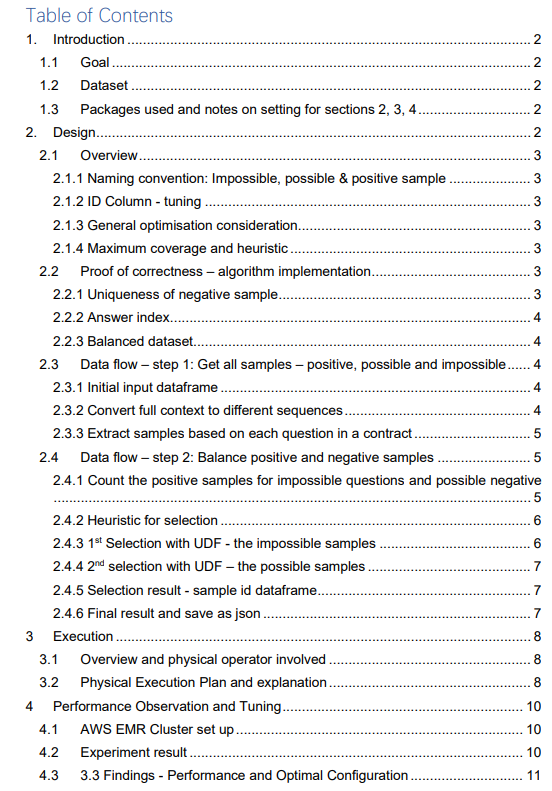 Table of Contents
1. Introduction ........ 2
1.1 Goal ........ 2
1.2 Dataset ........ 2
1.3 Packages used and notes on setting for sections 2, 3, 4 ........ 2
2. Design ........ 2
2.1 Overview ........ 3
2.1.1 Naming convention: Impossible, possible & positive sample ........ 3
2.1.2 ID Column - tuning ........ 3
2.1.3 General optimisation consideration ........ 3
2.1.4 Maximum coverage and heuristic ........ 3
2.2 Proof of correctness – algorithm implementation ........ 3
2.2.1 Uniqueness of negative sample ........ 3
2.2.2 Answer index ........ 4
2.2.3 Balanced dataset ........ 4
2.3 Data flow – step 1: Get all samples – positive, possible and impossible ...... 4
2.3.1 Initial input dataframe ........ 4
2.3.2 Convert full context to different sequences ........ 4
2.3.3 Extract samples based on each question in a contract ........ 5
2.4 Data flow – step 2: Balance positive and negative samples ........ 5
2.4.1 Count the positive samples for impossible questions and possible negative
........ 5
2.4.2 Heuristic for selection ........ 6
2.4.3 1st Selection with UDF - the impossible samples ........ 6
2.4.4 2nd selection with UDF – the possible samples ........ 7
2.4.5 Selection result - sample id dataframe ........ 7
2.4.6 Final result and save as json ........ 7
3 Execution ........ 8
3.1 Overview and physical operator involved ........ 8
3.2 Physical Execution Plan and explanation ........ 8
4 Performance Observation and Tuning ........ 10
4.1 AWS EMR Cluster set up ........ 10
4.2 Experiment result ........ 10
4.3 3.3 Findings - Performance and Optimal Configuration ........ 11